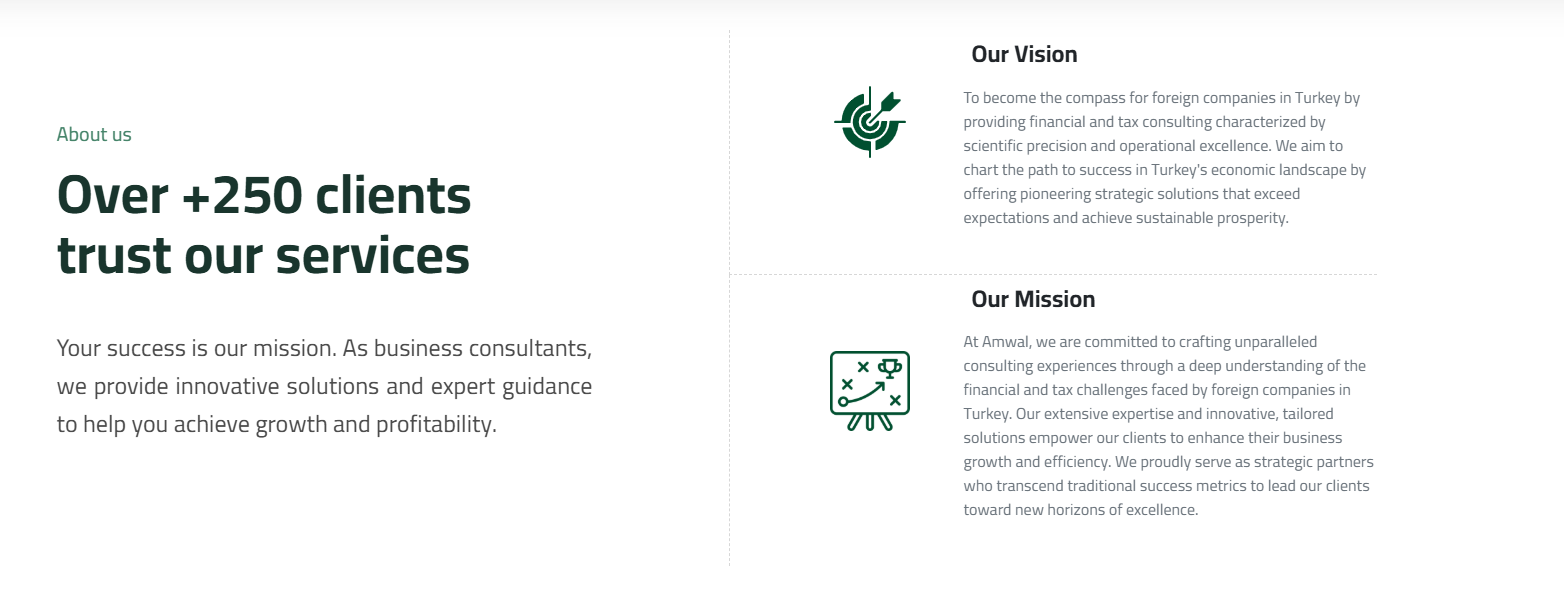 About us
Over +250 clients
trust our services
Your success is our mission. As business consultants,
we provide innovative solutions and expert guidance
to help you achieve growth and profitability.
Our Vision
To become the compass for foreign companies in Turkey by
providing financial and tax consulting characterized by
scientific precision and operational excellence. We aim to
chart the path to success in Turkey's economic landscape by
offering pioneering strategic solutions that exceed
expectations and achieve sustainable prosperity.
Our Mission
At Amwal, we are committed to crafting unparalleled
consulting experiences through a deep understanding of the
financial and tax challenges faced by foreign companies in
Turkey. Our extensive expertise and innovative, tailored
solutions empower our clients to enhance their business
growth and efficiency. We proudly serve as strategic partners
who transcend traditional success metrics to lead our clients
toward new horizons of excellence.